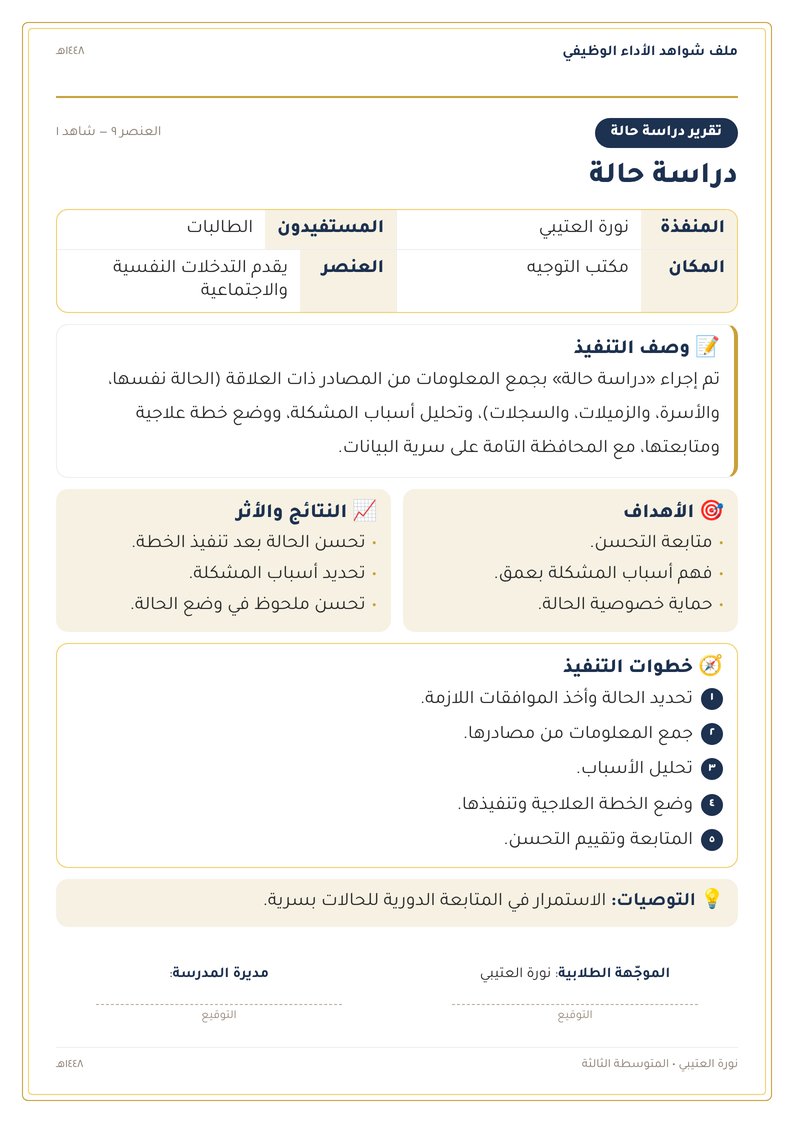 ملف شواهد الأداء الوظيفي
١٤٤٨هـ
تقرير دراسة حالة
العنصر ٩ – شاهد ١
دراسة حالة
المنفذة نورة العتيبي المستفيدون الطالبات
المكان مكتب التوجيه العنصر يقدم التدخلات النفسية
والاجتماعية
📝 وصف التنفيذ
تم إجراء «دراسة حالة» بجمع المعلومات من المصادر ذات العلاقة (الحالة نفسها،
والأسرة، والزميلات، والسجلات)، وتحليل أسباب المشكلة، ووضع خطة علاجية
ومتابعتها، مع المحافظة التامة على سرية البيانات.
🎯 الأهداف
• متابعة التحسن.
• فهم أسباب المشكلة بعمق.
• حماية خصوصية الحالة.
📈 النتائج والأثر
• تحسن الحالة بعد تنفيذ الخطة.
• تحديد أسباب المشكلة.
• تحسن ملحوظ في وضع الحالة.
🧭 خطوات التنفيذ
١ تحديد الحالة وأخذ الموافقات اللازمة.
٢ جمع المعلومات من مصادرها.
٣ تحليل الأسباب.
٤ وضع الخطة العلاجية وتنفيذها.
٥ المتابعة وتقييم التحسن.
💡 التوصيات: الاستمرار في المتابعة الدورية للحالات بسرية.
الموجّهة الطلابية: نورة العتيبي
التوقيع
مديرة المدرسة:
التوقيع
نورة العتيبي • المتوسطة الثالثة
١٤٤٨هـ